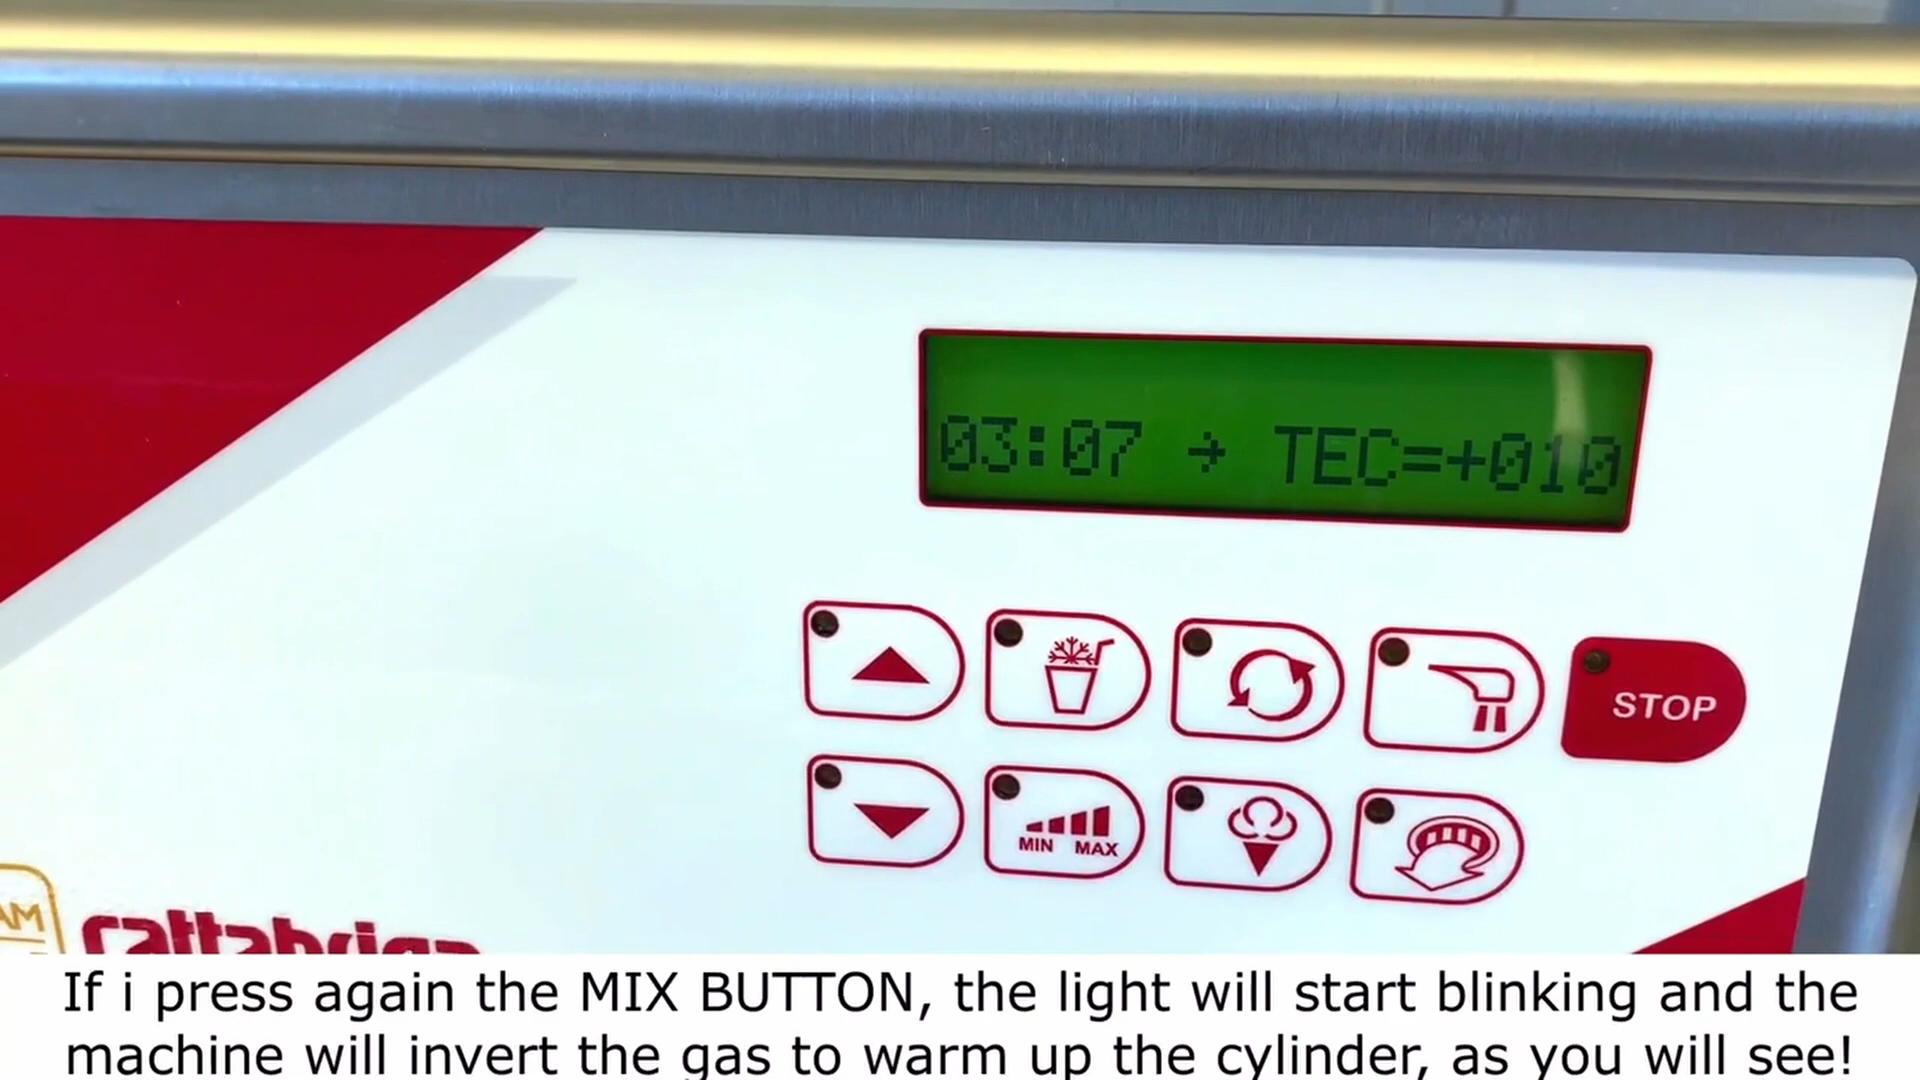 03:07 → TEC=+010
STOP
MIN MAX
AM
cattabriga
If i press again the MIX BUTTON, the light will start blinking and the
machine will invert the gas to warm up the cylinder, as you will see!